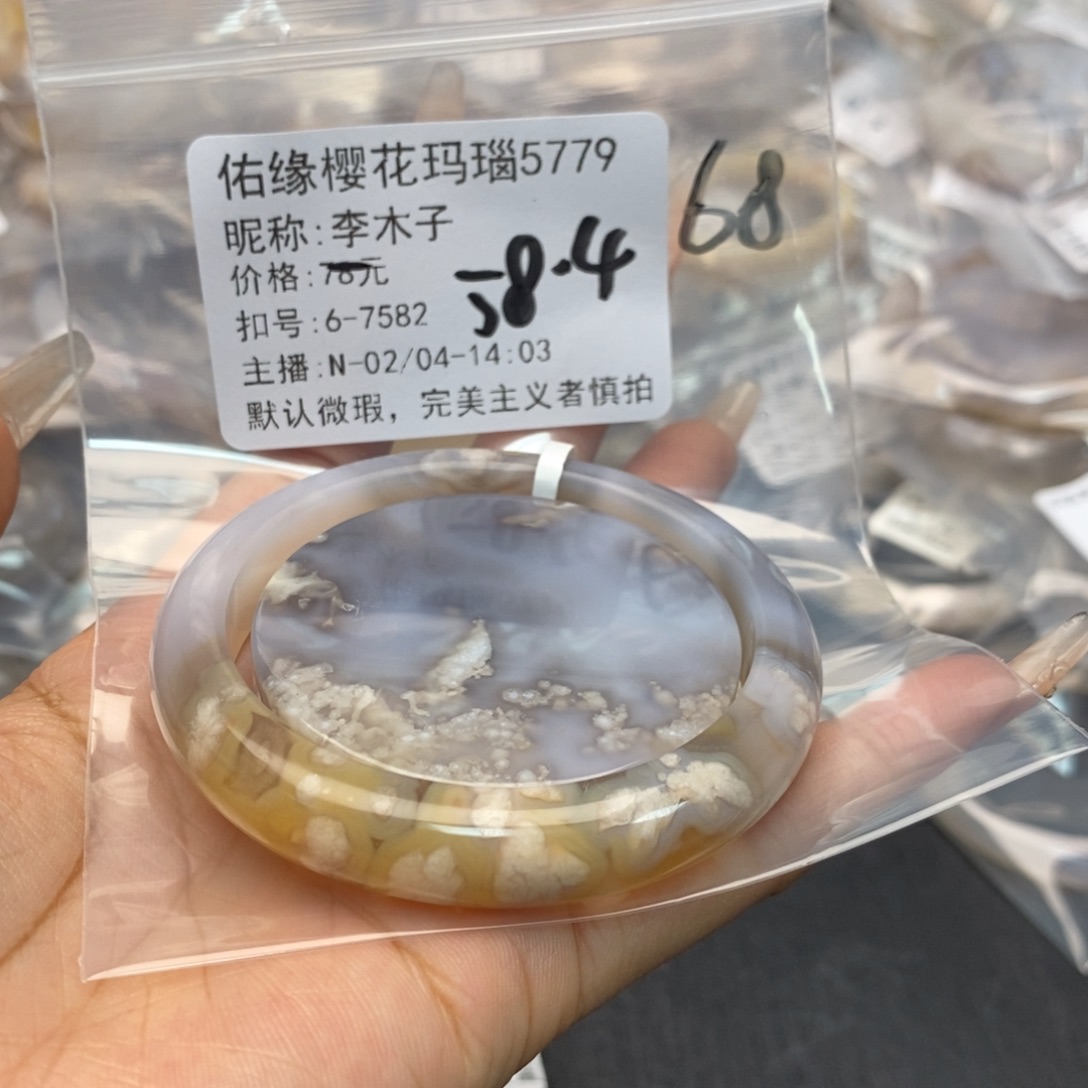 佑缘樱花玛瑙5779
68
昵称:李木子
价格:78元
58.4
扣号:6-7582
主播:N-02/04-14:03
默认微瑕，完美主义者慎拍